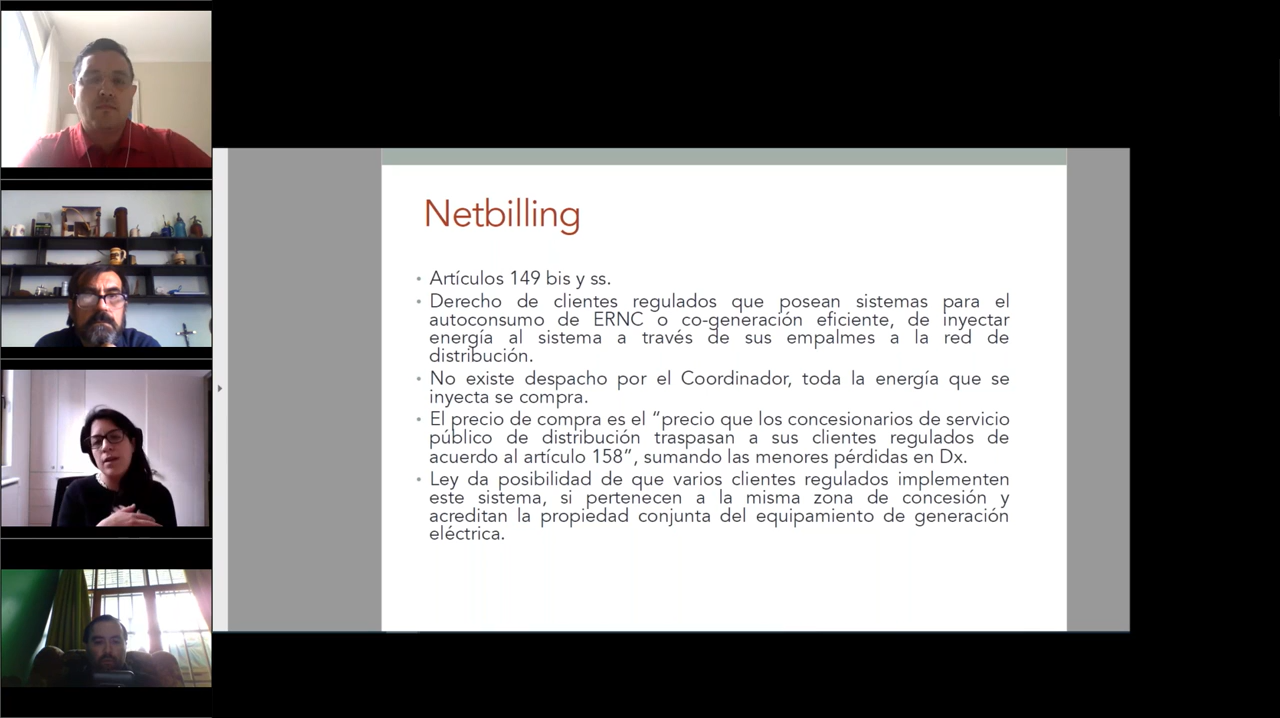 Netbilling
• Artículos 149 bis y ss.
• Derecho de clientes regulados que posean sistemas para el
autoconsumo de ERNC o co-generación eficiente, de inyectar
energía al sistema a través de sus empalmes a la red de
distribución.
• No existe despacho por el Coordinador, toda la energía que se
inyecta se compra.
• El precio de compra es el “precio que los concesionarios de servicio
público de distribución traspasan a sus clientes regulados de
acuerdo al artículo 158”, sumando las menores pérdidas en Dx.
• Ley da posibilidad de que varios clientes regulados implementen
este sistema, si pertenecen a la misma zona de concesión y
acreditan la propiedad conjunta del equipamiento de generación
eléctrica.